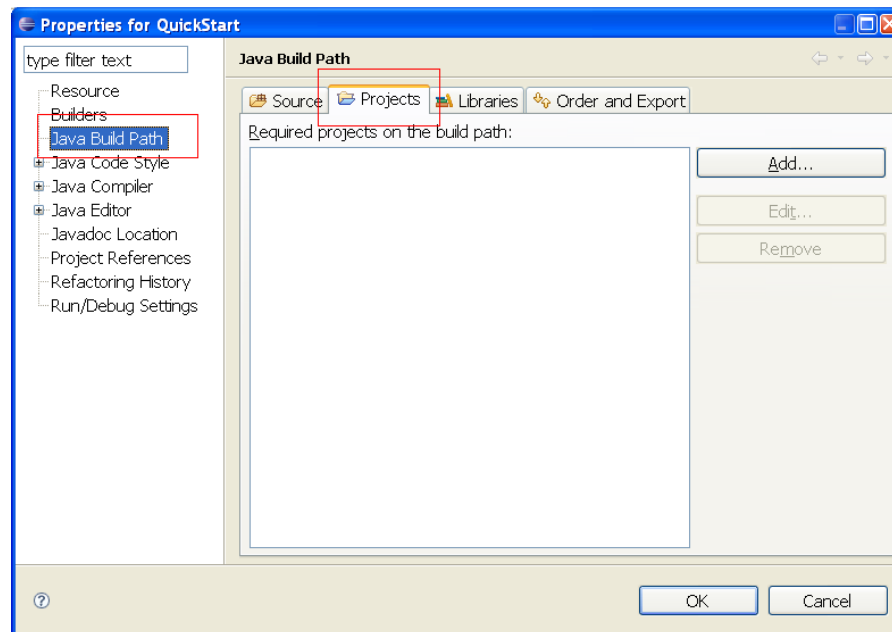 Properties for QuickStart
type filter text
Resource
Builders
Java Build Path
Java Code Style
Java Compiler
Java Editor
Javadoc Location
Project References
Refactoring History
Run/Debug Settings
Java Build Path
Source Projects Libraries Order and Export
Required projects on the build path:
Add...
Edit...
Remove
OK Cancel